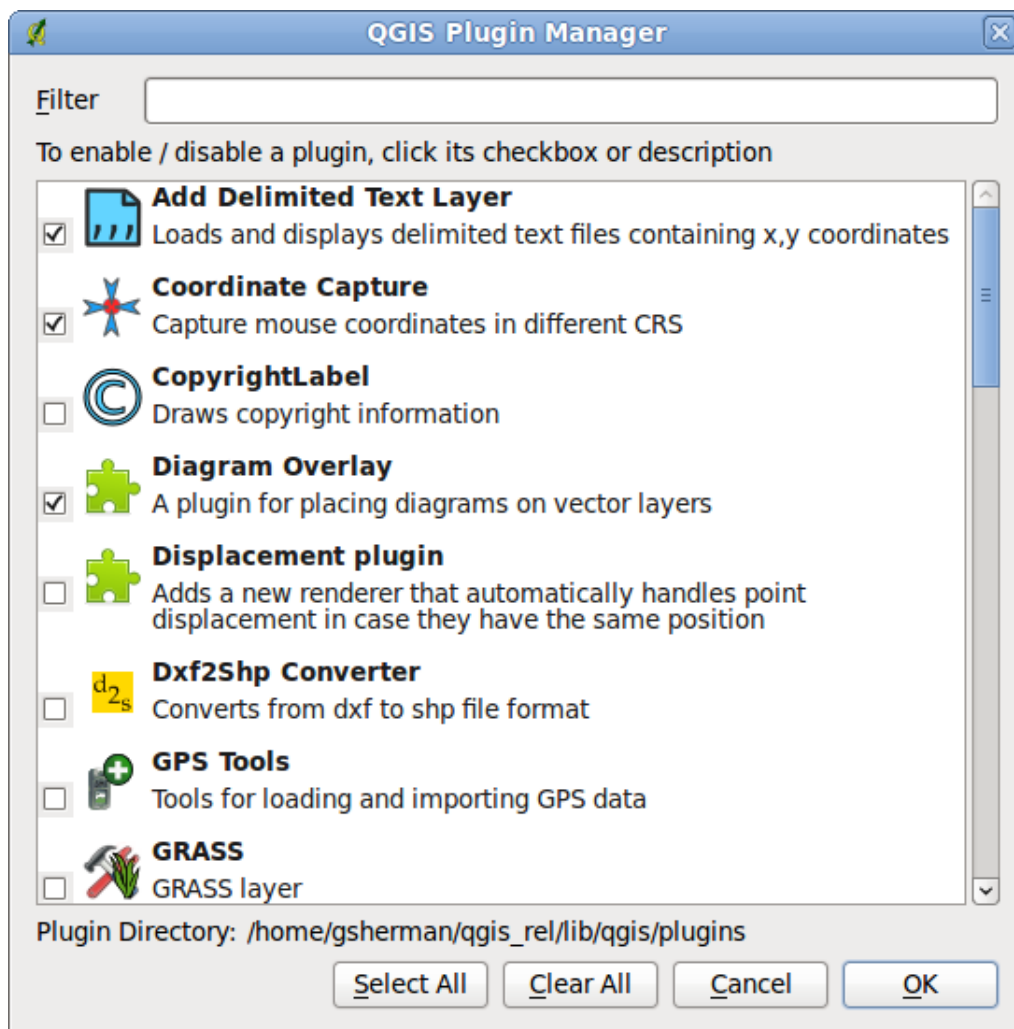 QGIS Plugin Manager
Filter
To enable / disable a plugin, click its checkbox or description
Add Delimited Text Layer
,,,
Loads and displays delimited text files containing x,y coordinates
Coordinate Capture
Capture mouse coordinates in different CRS
CopyrightLabel
©
Draws copyright information
Diagram Overlay
A plugin for placing diagrams on vector layers
Displacement plugin
Adds a new renderer that automatically handles point
displacement in case they have the same position
Dxf2Shp Converter
d2s
Converts from dxf to shp file format
GPS Tools
Tools for loading and importing GPS data
GRASS
GRASS layer
Plugin Directory: /home/gsherman/qgis_rel/lib/qgis/plugins
Select All Clear All Cancel OK